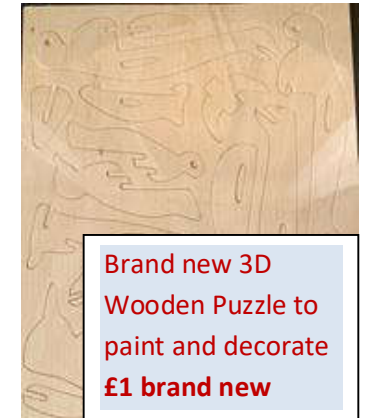 Brand new 3D
Wooden Puzzle to
paint and decorate
£1 brand new